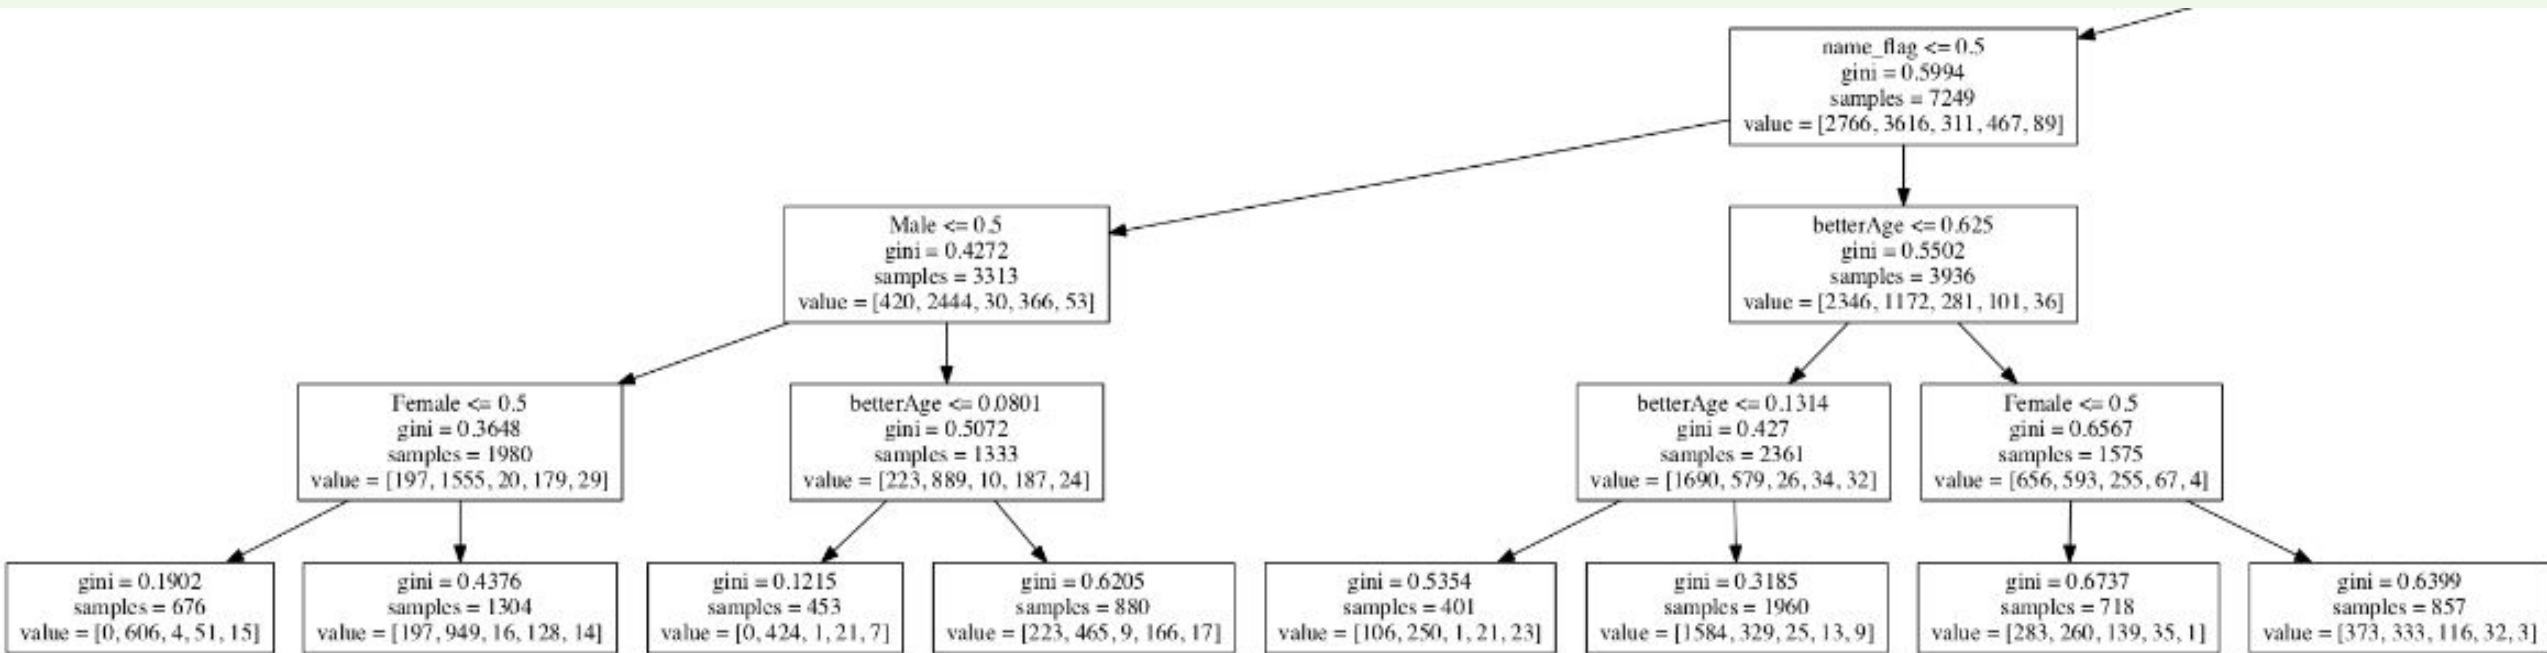 name_flag <= 0.5
gini = 0.5994
samples = 7249
value = [2766, 3616, 311, 467, 89]
Male <= 0.5
gini = 0.4272
samples = 3313
value = [420, 2444, 30, 366, 53]
betterAge <= 0.625
gini = 0.5502
samples = 3936
value = [2346, 1172, 281, 101, 36]
Female <= 0.5
gini = 0.3648
samples = 1980
value = [197, 1555, 20, 179, 29]
betterAge <= 0.0801
gini = 0.5072
samples = 1333
value = [223, 889, 10, 187, 24]
betterAge <= 0.1314
gini = 0.427
samples = 2361
value = [1690, 579, 26, 34, 32]
Female <= 0.5
gini = 0.6567
samples = 1575
value = [656, 593, 255, 67, 4]
gini = 0.1902
samples = 676
value = [0, 606, 4, 51, 15]
gini = 0.4376
samples = 1304
value = [197, 949, 16, 128, 14]
gini = 0.1215
samples = 453
value = [0, 424, 1, 21, 7]
gini = 0.6205
samples = 880
value = [223, 465, 9, 166, 17]
gini = 0.5354
samples = 401
value = [106, 250, 1, 21, 23]
gini = 0.3185
samples = 1960
value = [1584, 329, 25, 13, 9]
gini = 0.6737
samples = 718
value = [283, 260, 139, 35, 1]
gini = 0.6399
samples = 857
value = [373, 333, 116, 32, 3]